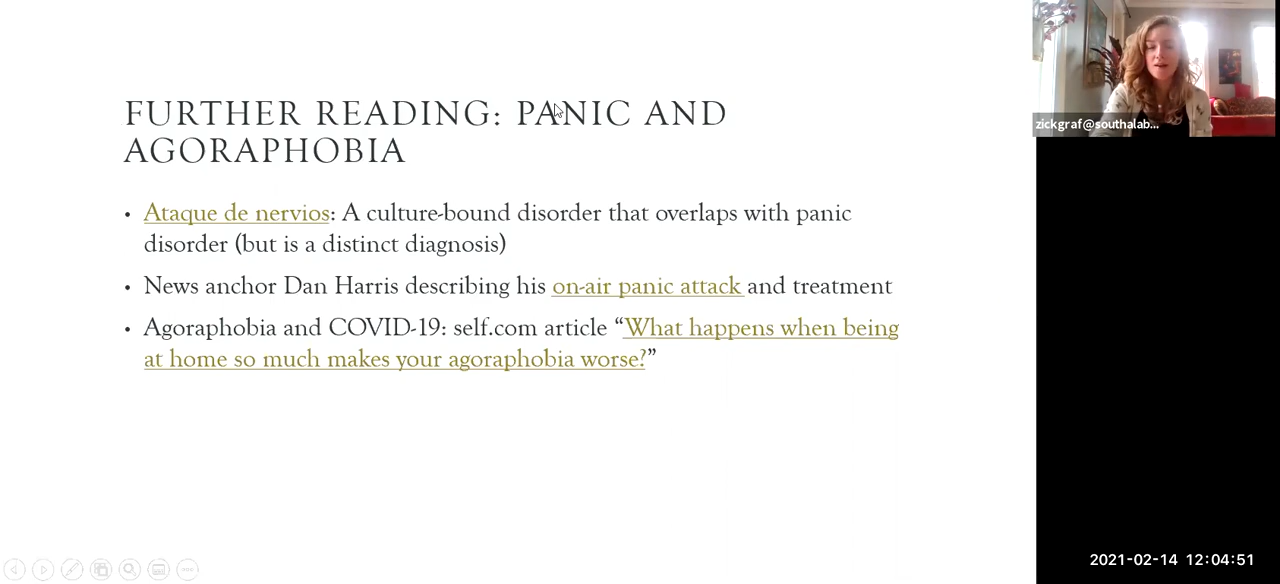 FURTHER READING: PANIC AND
AGORAPHOBIA
• Ataque de nervios: A culture-bound disorder that overlaps with panic
disorder (but is a distinct diagnosis)
• News anchor Dan Harris describing his on-air panic attack and treatment
• Agoraphobia and COVID-19: self.com article “What happens when being
at home so much makes your agoraphobia worse?”
zickgraf@southalab...
2021-02-14 12:04:51